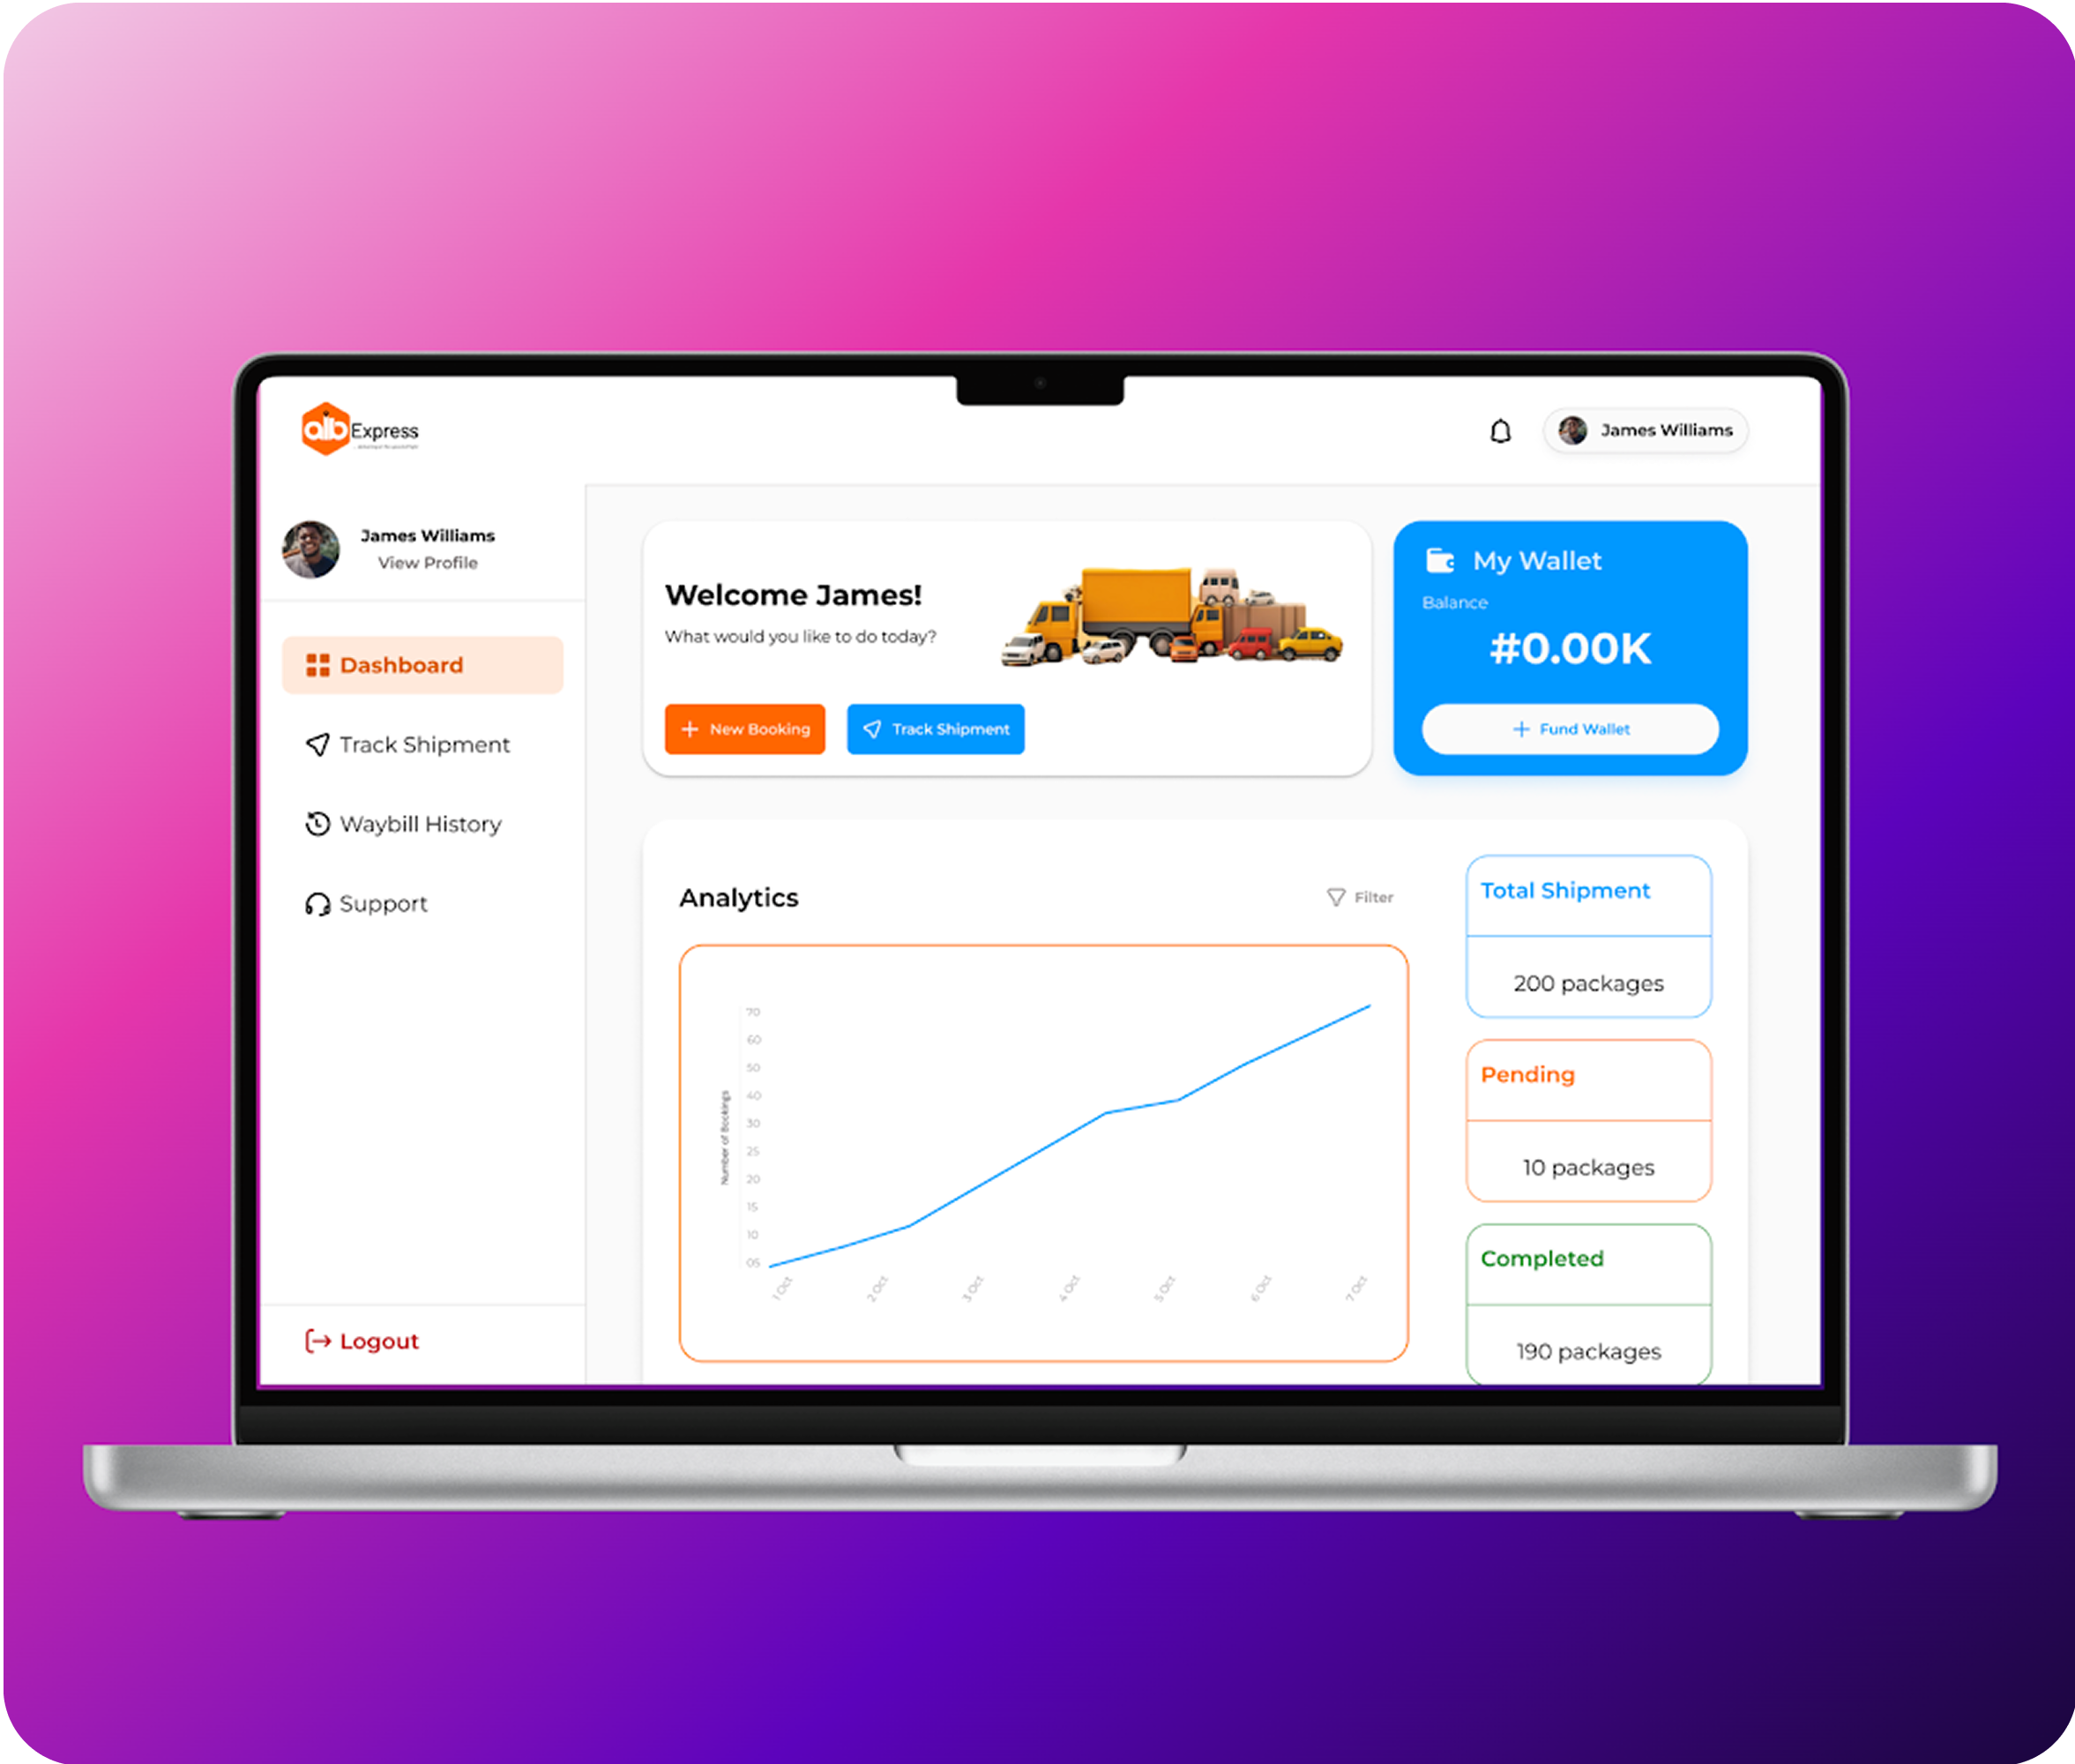 alb Express
James Williams
James Williams
View Profile
Dashboard
Track Shipment
Waybill History
Support
Logout
Welcome James!
What would you like to do today?
+ New Booking
Track Shipment
My Wallet
Balance
#0.00K
+ Fund Wallet
Analytics
Filter
Number of Bookings
70
60
50
40
30
25
20
15
10
05
1 Oct
2 Oct
3 Oct
4 Oct
5 Oct
6 Oct
7 Oct
Total Shipment
200 packages
Pending
10 packages
Completed
190 packages